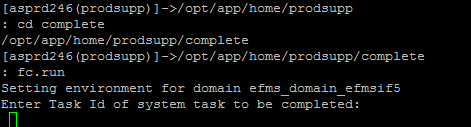 [asprd246(prodsupp)]->/opt/app/home/prodsupp
: cd complete
/opt/app/home/prodsupp/complete
[asprd246(prodsupp)]->/opt/app/home/prodsupp/complete
: fc.run
Setting environment for domain efms_domain_efmsif5
Enter Task Id of system task to be completed: